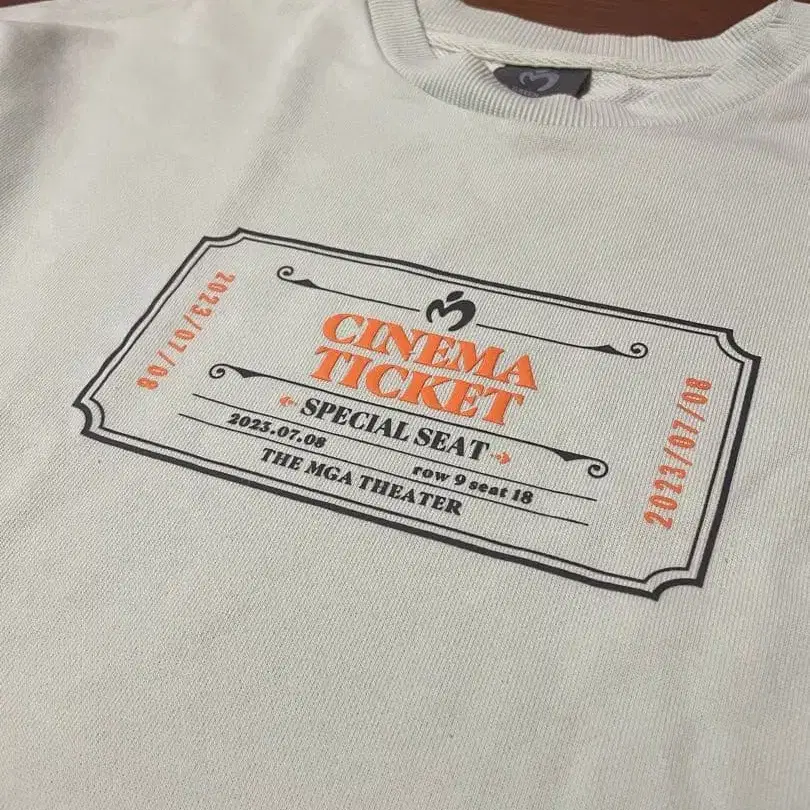 2023/07/08
CINEMA
TICKET
SPECIAL SEAT
2023.07.08
row 9 seat 18
THE MGA THEATER
2023/07/08